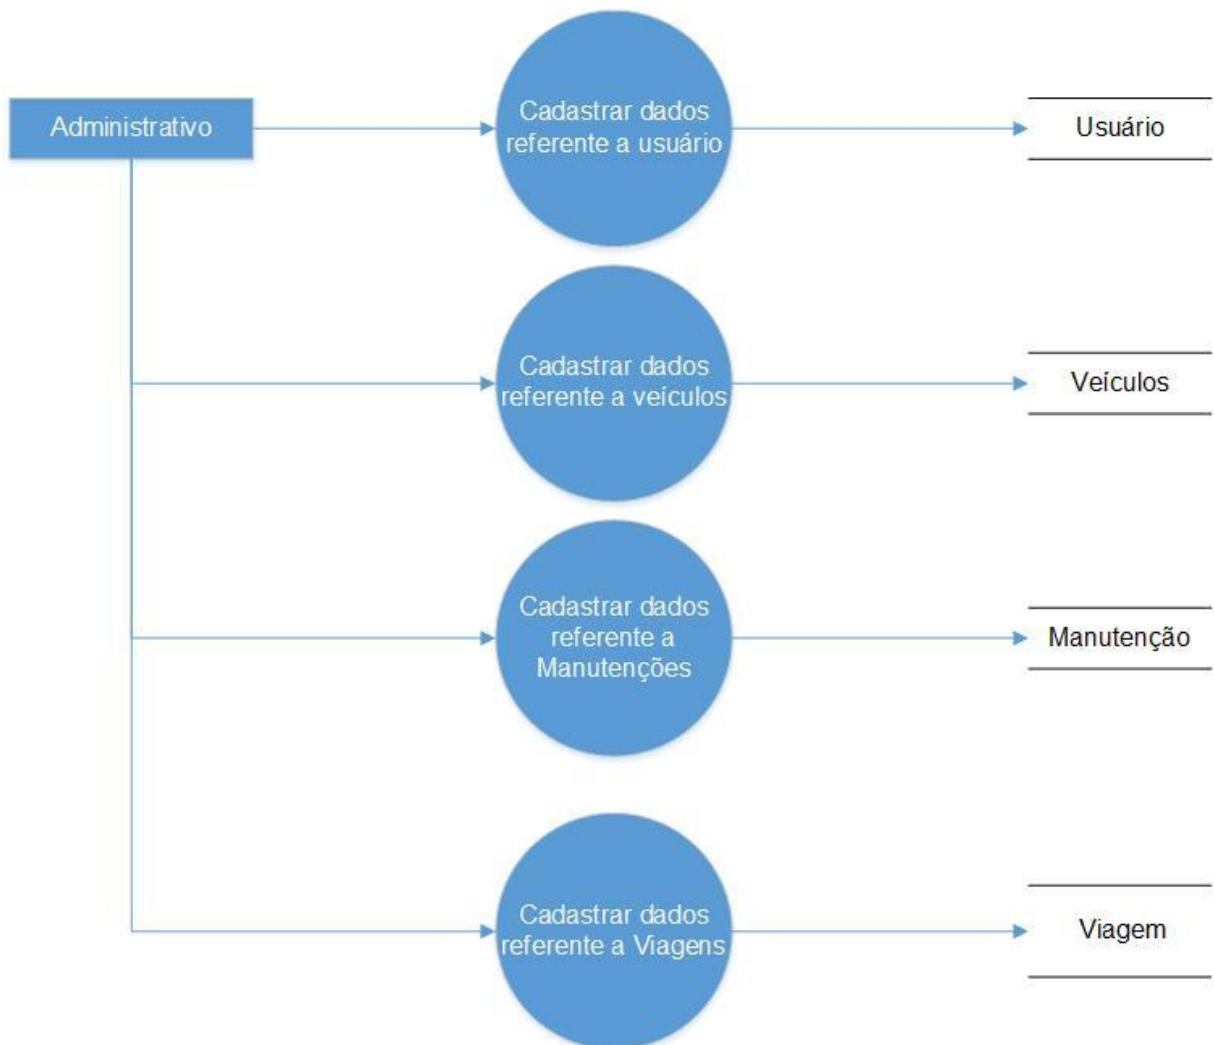 Administrativo
Cadastrar dados
referente a usuário
Usuário
Cadastrar dados
referente a veículos
Veículos
Cadastrar dados
referente a
Manutenções
Manutenção
Cadastrar dados
referente a Viagens
Viagem